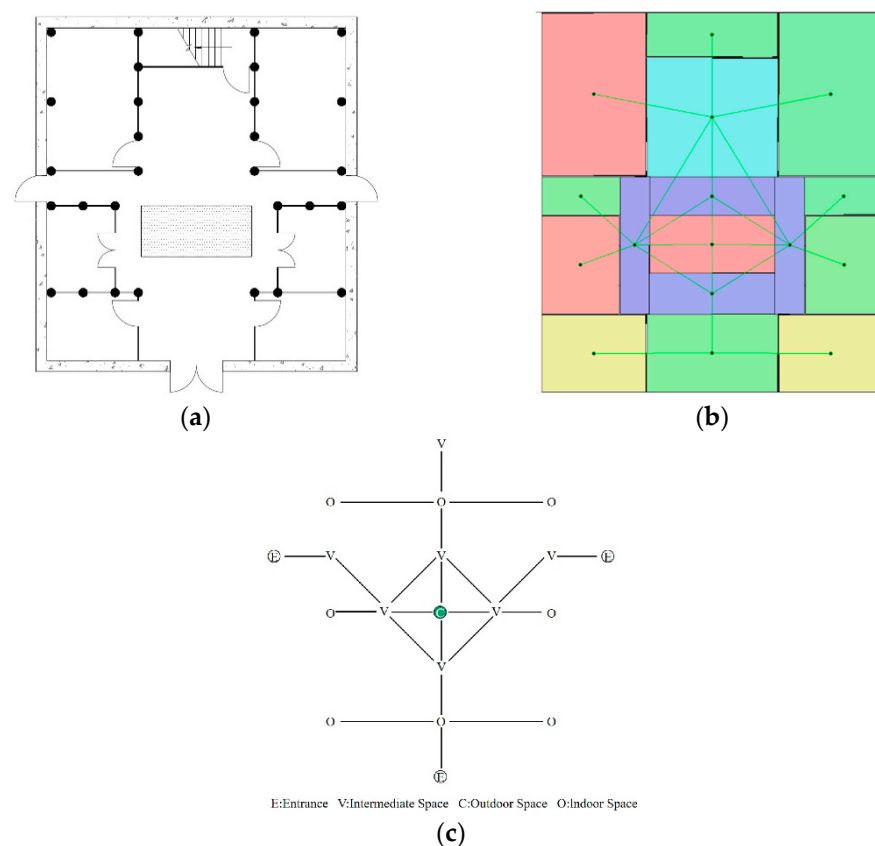 (a)
(b)
V
O O O
E V V V E
O V C V O
V
O O O
E
E:Entrance V:Intermediate Space C:Outdoor Space O:Indoor Space
(c)